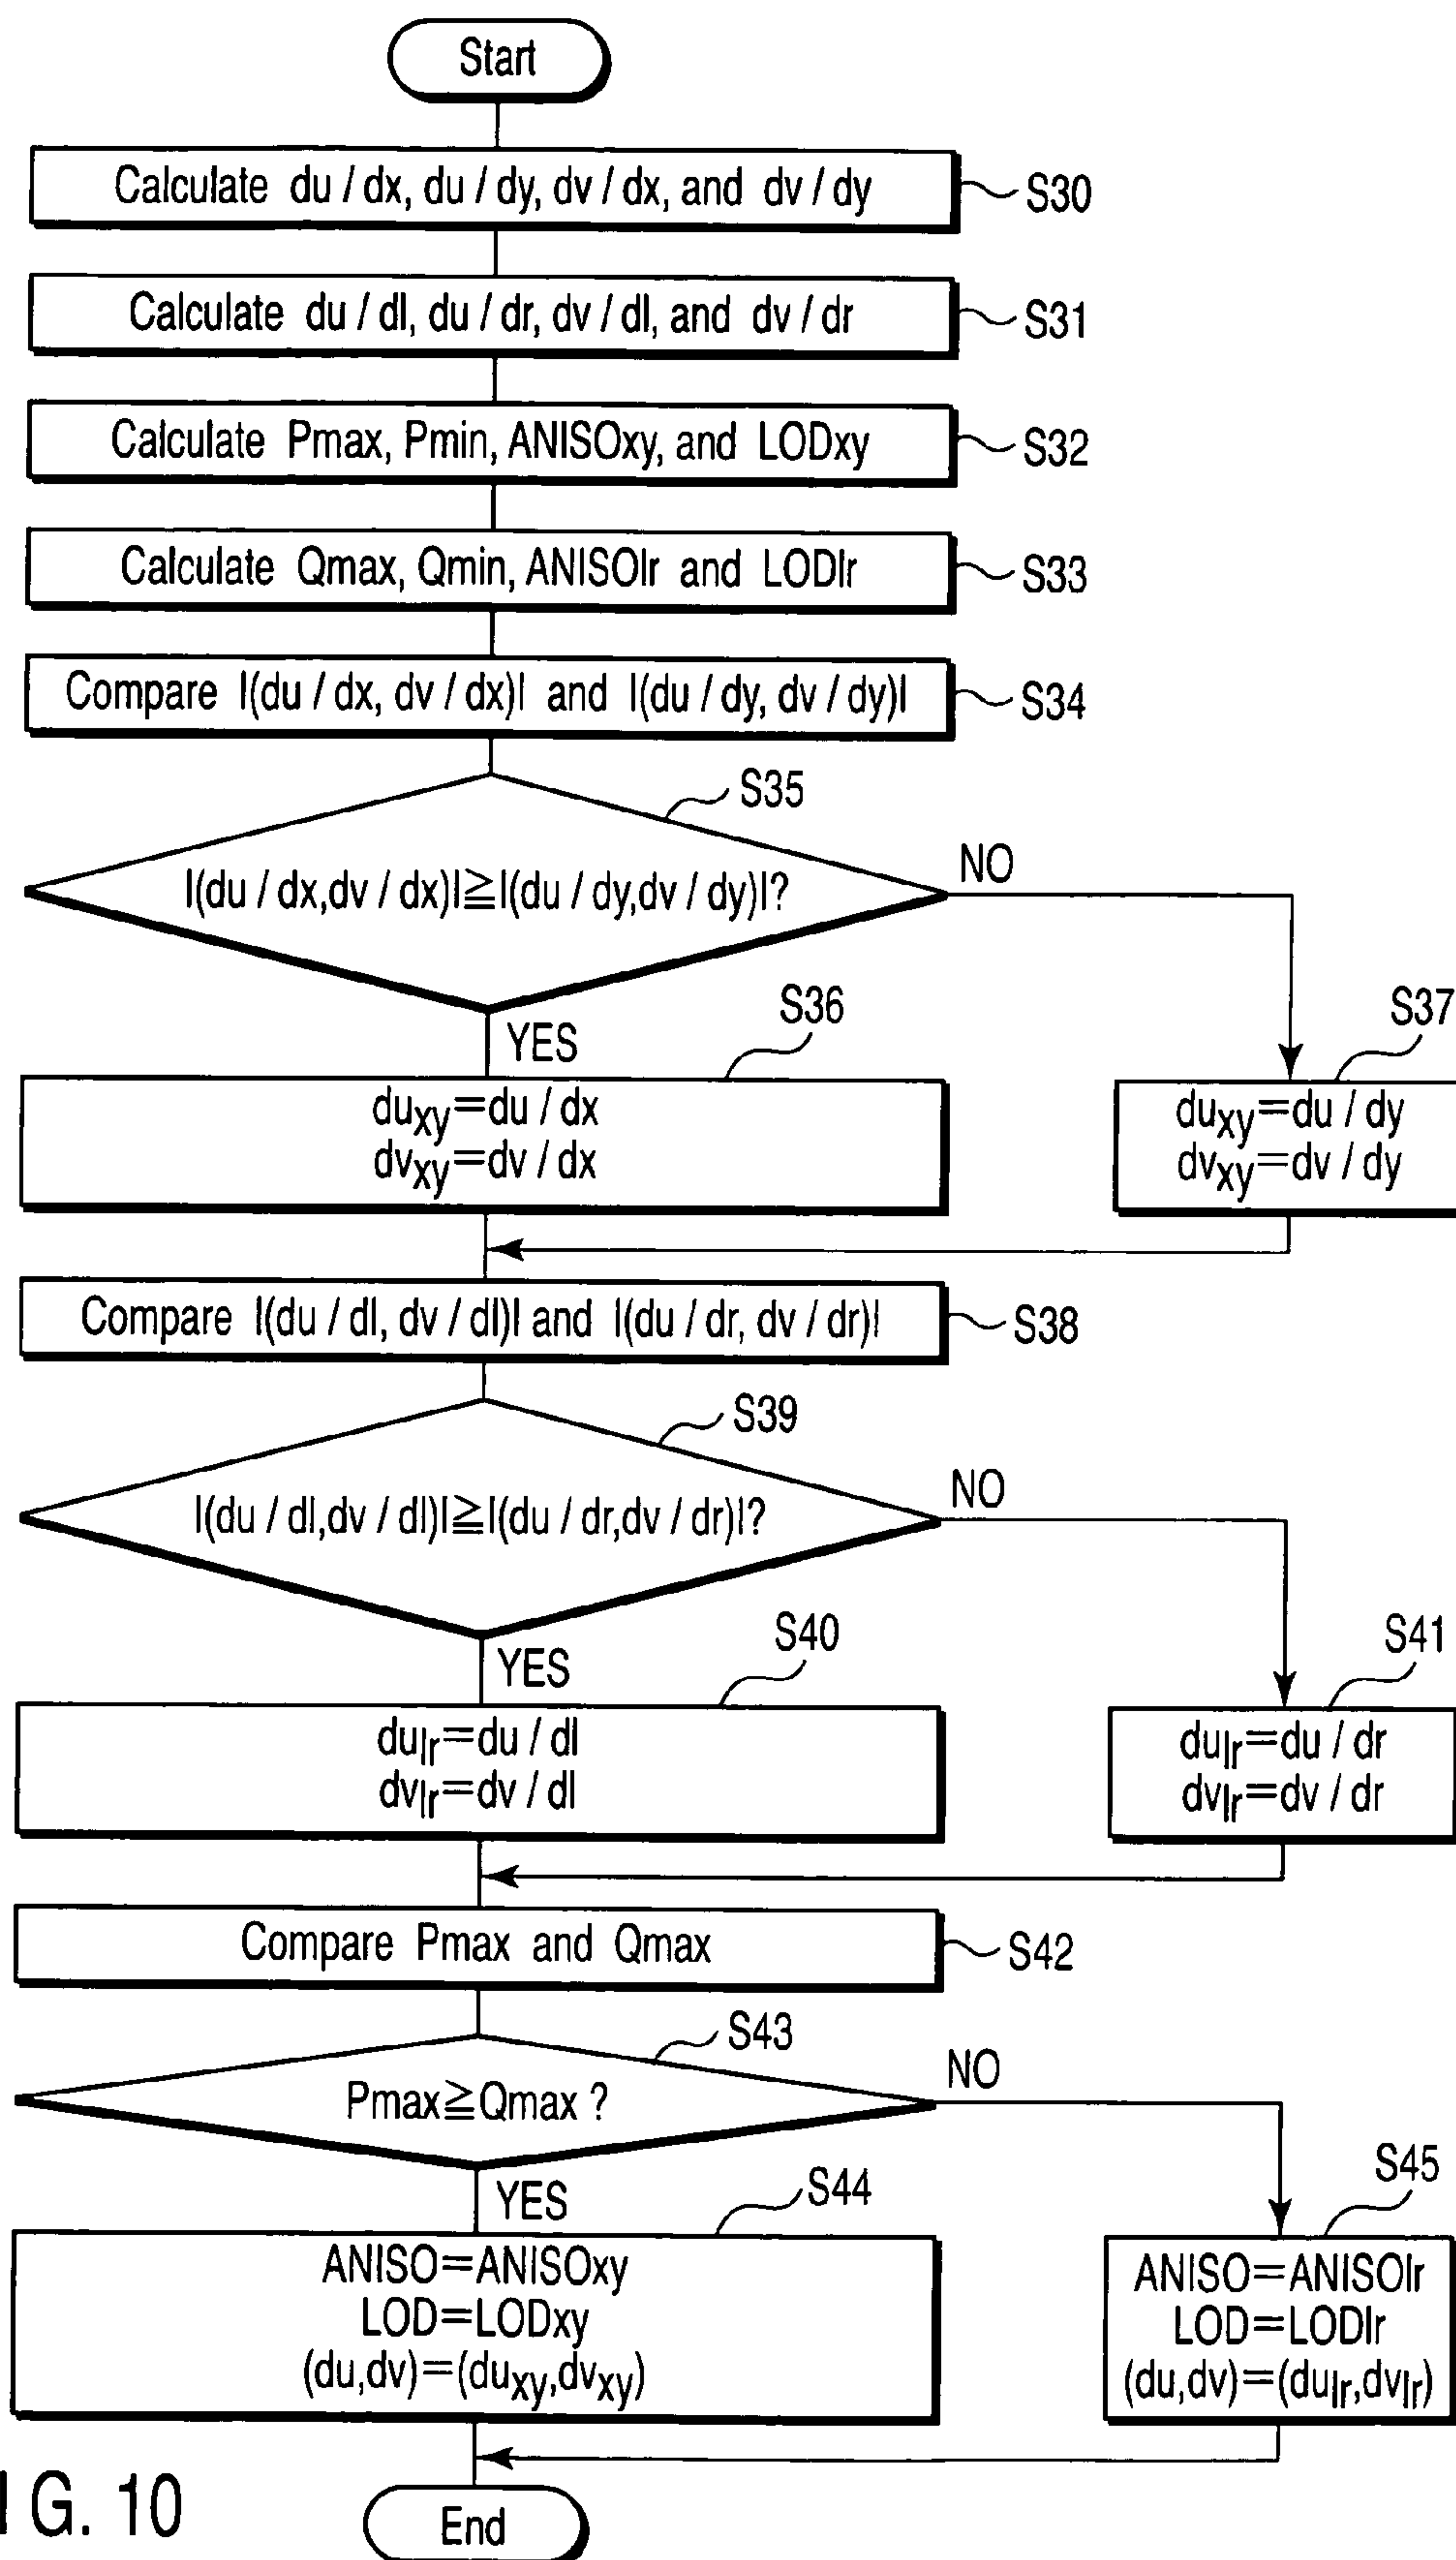 Start
Calculate du / dx, du / dy, dv / dx, and dv / dy
S30
Calculate du / dl, du / dr, dv / dl, and dv / dr
S31
Calculate Pmax, Pmin, ANISOxy, and LODxy
S32
Calculate Qmax, Qmin, ANISOlr and LODlr
S33
Compare |(du / dx, dv / dx)| and |(du / dy, dv / dy)|
S34
S35
|(du / dx,dv / dx)|≧|(du / dy,dv / dy)|?
NO
YES
S36
S37
duxy=du / dx
dvxy=dv / dx
duxy=du / dy
dvxy=dv / dy
Compare |(du / dl, dv / dl)| and |(du / dr, dv / dr)|
S38
S39
|(du / dl,dv / dl)|≧|(du / dr,dv / dr)|?
NO
YES
S40
S41
dulr=du / dl
dvlr=dv / dl
dulr=du / dr
dvlr=dv / dr
Compare Pmax and Qmax
S42
S43
Pmax≧Qmax ?
NO
YES
S44
S45
ANISO=ANISOxy
LOD=LODxy
(du,dv)=(duxy,dvxy)
ANISO=ANISOlr
LOD=LODlr
(du,dv)=(dulr,dvlr)
End
I G. 10